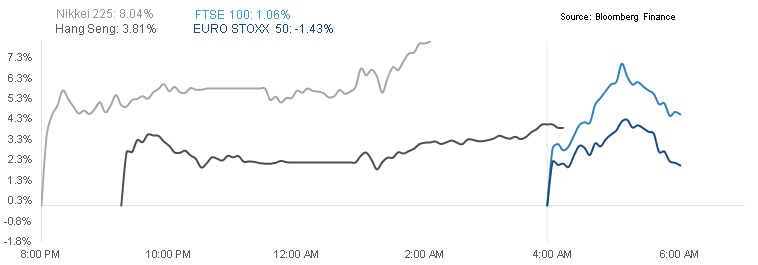 Nikkei 225: 8.04% FTSE 100: 1.06%
Hang Seng: 3.81% EURO STOXX 50: -1.43%
Source: Bloomberg Finance
7.3%
6.3%
5.3%
4.3%
3.3%
2.3%
1.3%
0.3%
-0.8%
-1.8%
8:00 PM 10:00 PM 12:00 AM 2:00 AM 4:00 AM 6:00 AM